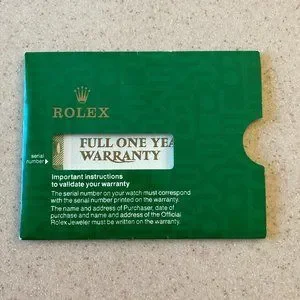 ROLEX
FULL ONE YEA
WARRANTY
serial
number
Important instructions
to validate your warranty
The serial number on your watch must correspond
with the serial number printed on the warranty.
The name and address of Purchaser, date of
purchase and name and address of the Official
Rolex Jeweler must be written on the warranty.